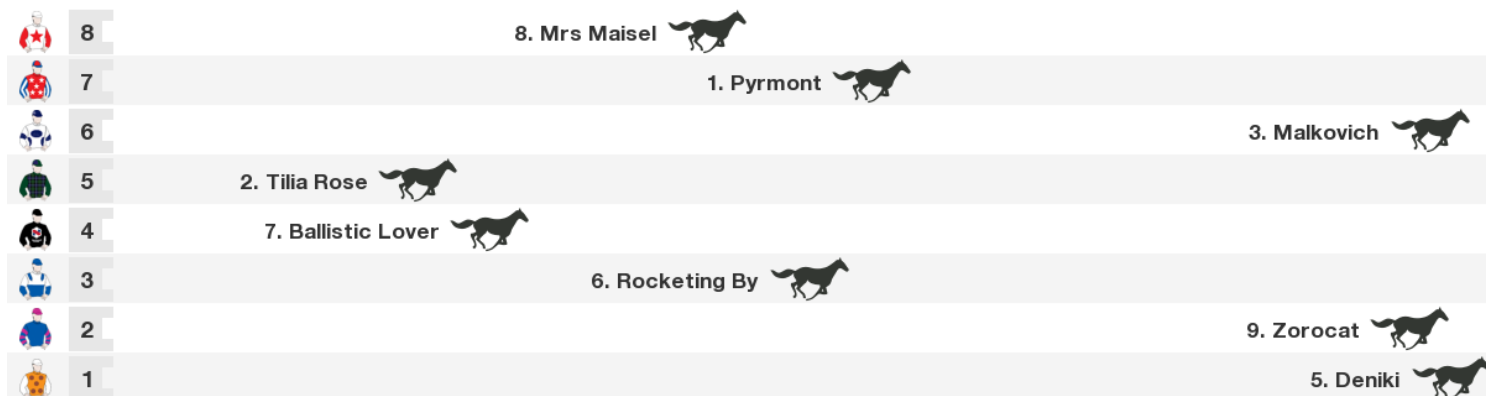 8 8. Mrs Maisel
7 1. Pyrmont
6 3. Malkovich
5 2. Tilia Rose
4 7. Ballistic Lover
3 6. Rocketing By
2 9. Zorocat
1 5. Deniki